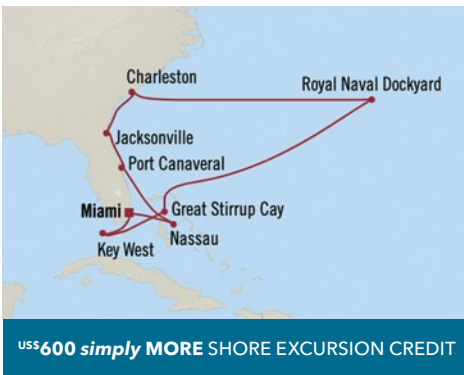 Charleston
Royal Naval Dockyard
Jacksonville
Port Canaveral
Miami
Great Stirrup Cay
Nassau
Key West
US$600 simply MORE SHORE EXCURSION CREDIT